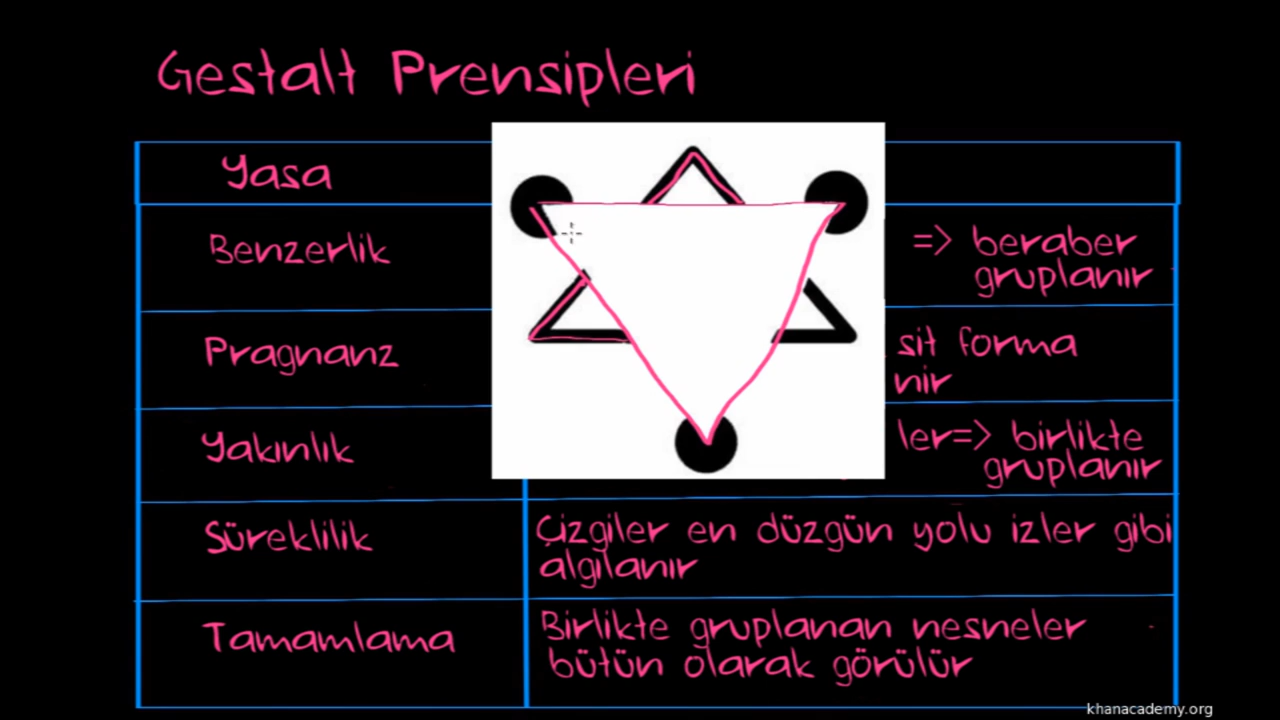 Gestalt Prensipleri
Yasa
Benzerlik
=> beraber
gruplanır
Pragnanz
sit forma
nir
Yakınlık
ler=> birlikte
gruplanır
Süreklilik
Çizgiler en düzgün yolu izler gibi
algılanır
Tamamlama
Birlikte gruplanan nesneler
bütün olarak görülür
khanacademy.org